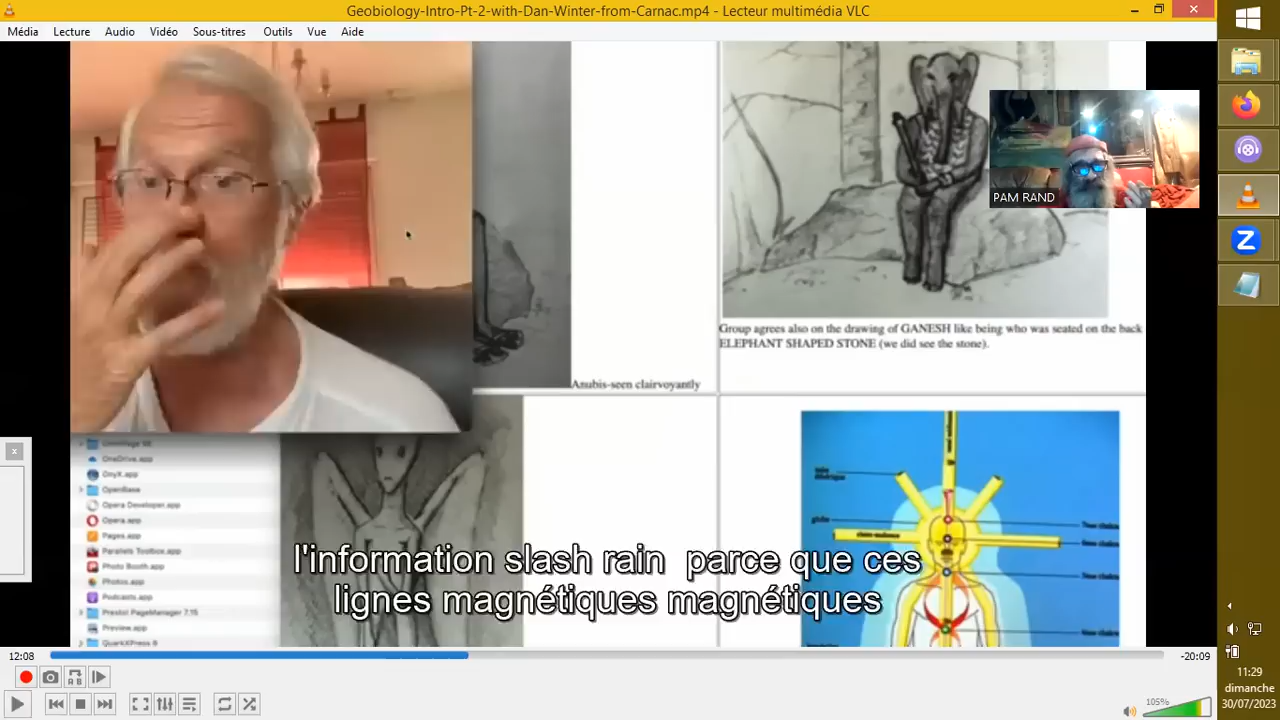 Geobiology-Intro-Pt-2-with-Dan-Winter-from-Carnac.mp4 - Lecteur multimédia VLC
Média Lecture Audio Vidéo Sous-titres Outils Vue Aide
PAM RAND
Group agrees also on the drawing of GANESH like being who was seated on the back
ELEPHANT SHAPED STONE (we did see the stone).
Anubis-seen clairvoyantly
OneDrive.app
OnyX.app
OpenBase
Opera Developer.app
Opera.app
Pages.app
Parallels Toolbox.app
Photo Booth.app
Photos.app
Podcasts.app
Presto! PageManager 7.15
Preview.app
QuarkXPress 8
l'information slash rain parce que ces
lignes magnétiques magnétiques
12:08
-20:09
105%
11:29
dimanche
30/07/2023